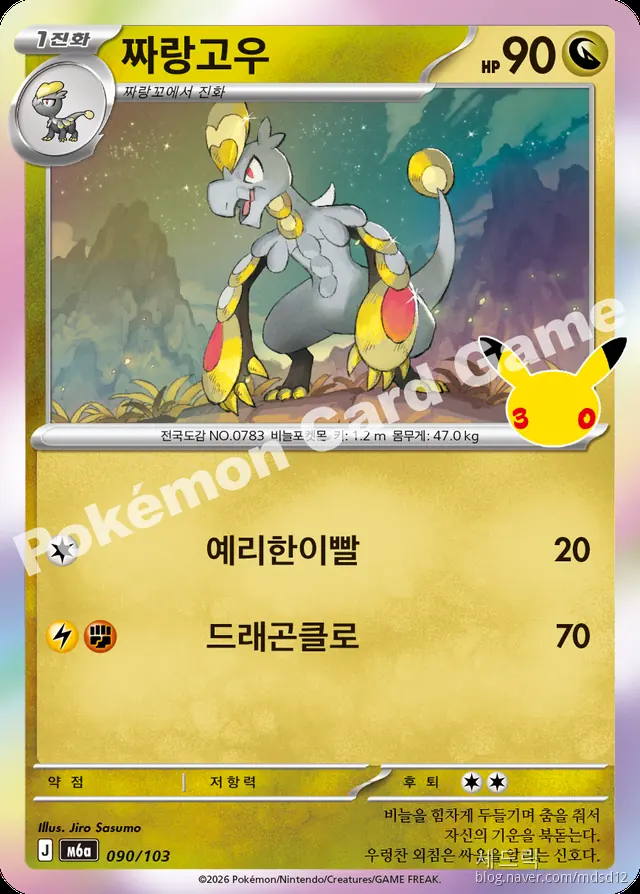 1진화
짜랑고우
HP 90
짜랑꼬에서 진화
전국도감 NO.0783 비늘포켓몬 키: 1.2 m 몸무게: 47.0 kg
30
Pokémon Card Game
예리한이빨 20
드래곤클로 70
약점 저항력 후퇴
Illus. Jiro Sasumo
비늘을 힘차게 두들기며 춤을 춰서
자신의 기운을 북돋는다.
우렁찬 외침은 싸움을 알리는 신호다.
J M6a 090/103
세드릭
blog.naver.com/mdsd12
©2026 Pokémon/Nintendo/Creatures/GAME FREAK.